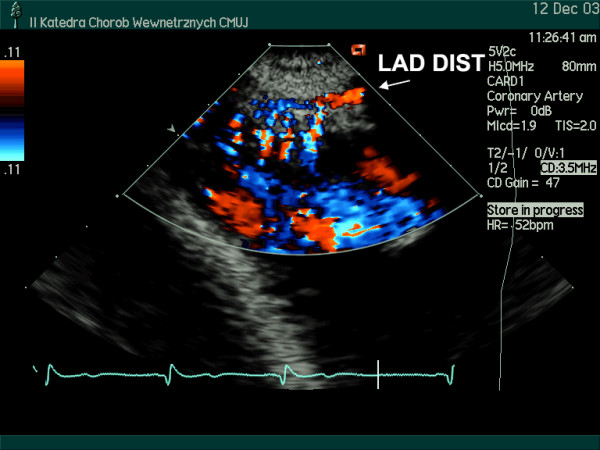 II Katedra Chorob Wewnetrznych CMUJ
12 Dec 03
11:26:41 am
5V2c
H5.0MHz 80mm
CARD1
Coronary Artery
Pwr= 0dB
MIcd=1.9 TIS=2.0
T2/-1/ 0/V:1
1/2 CD:3.5MHz
CD Gain = 47
Store in progress
HR= 52bpm
.11
.11
LAD DIST